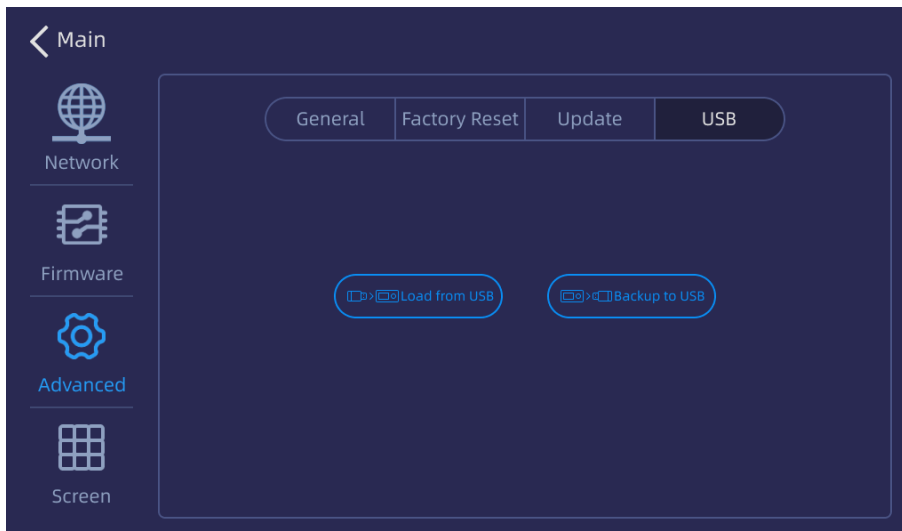 Main
General Factory Reset Update USB
Network
Firmware
Load from USB Backup to USB
Advanced
Screen